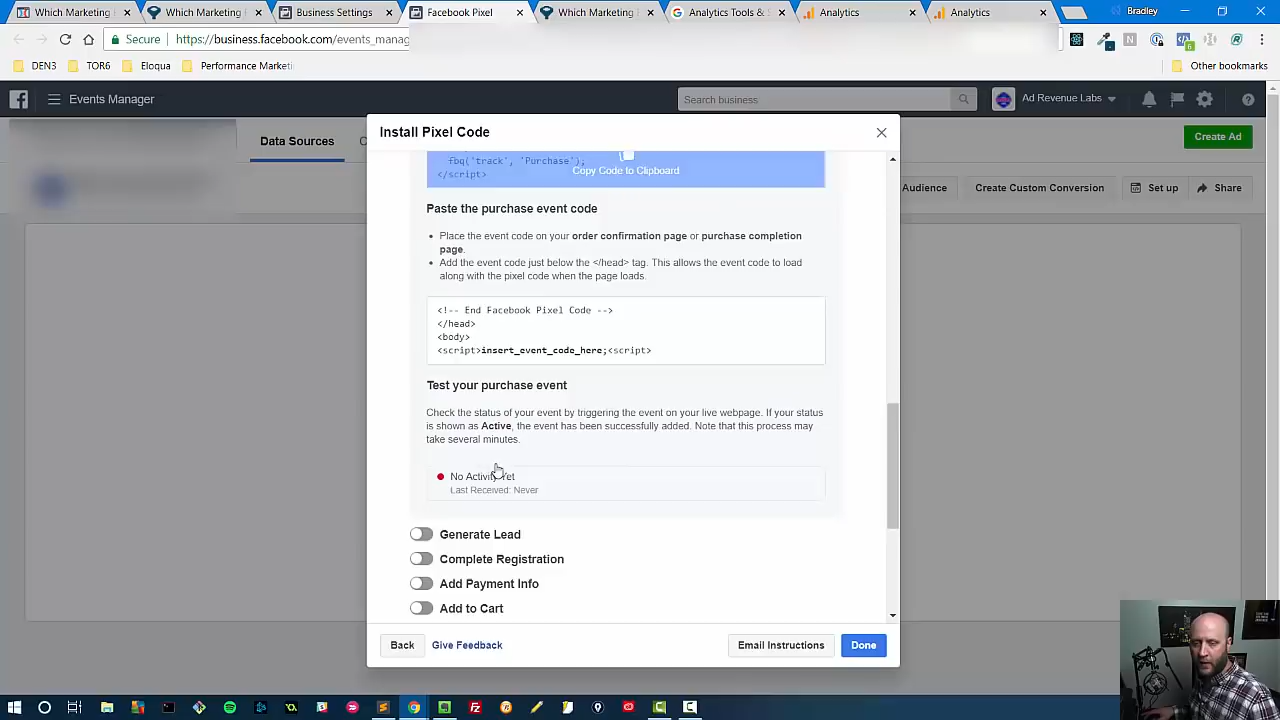 Which Marketing
Which Marketing
Business Settings
Facebook Pixel
Which Marketing
Analytics Tools &
Analytics
Analytics
Bradley
Secure
https://business.facebook.com/events_manag
DEN3
TOR6
Eloqua
Performance Marketi
Other bookmarks
Events Manager
Search business
Ad Revenue Labs
Data Sources
Create Ad
Audience
Create Custom Conversion
Set up
Share
Install Pixel Code
fbq('track', 'Purchase');
</script>
Copy Code to Clipboard
Paste the purchase event code
Place the event code on your order confirmation page or purchase completion
page.
Add the event code just below the </head> tag. This allows the event code to load
along with the pixel code when the page loads.
<!-- End Facebook Pixel Code -->
</head>
<body>
<script>insert_event_code_here;<script>
Test your purchase event
Check the status of your event by triggering the event on your live webpage. If your status
is shown as Active, the event has been successfully added. Note that this process may
take several minutes.
No Activity Yet
Last Received: Never
Generate Lead
Complete Registration
Add Payment Info
Add to Cart
Back
Give Feedback
Email Instructions
Done